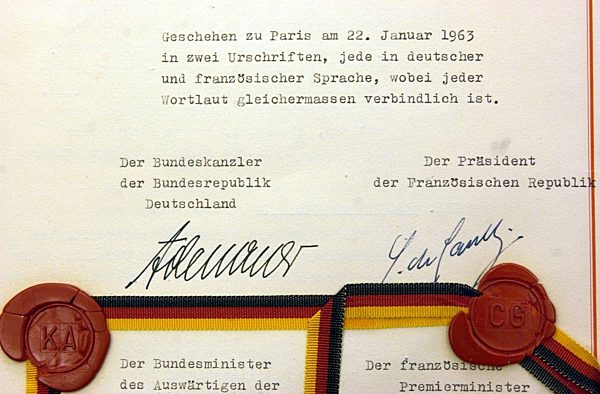 Geschehen zu Paris am 22. Januar 1963
in zwei Urschriften, jede in deutscher
und französischer Sprache, wobei jeder
Wortlaut gleichermassen verbindlich ist.
Der Bundeskanzler
der Bundesrepublik
Deutschland
Der Präsident
der Französischen Republik
Adenauer
C. de Gaulle
KA
CG
Der Bundesminister
des Auswärtigen der
Der französische
Premierminister